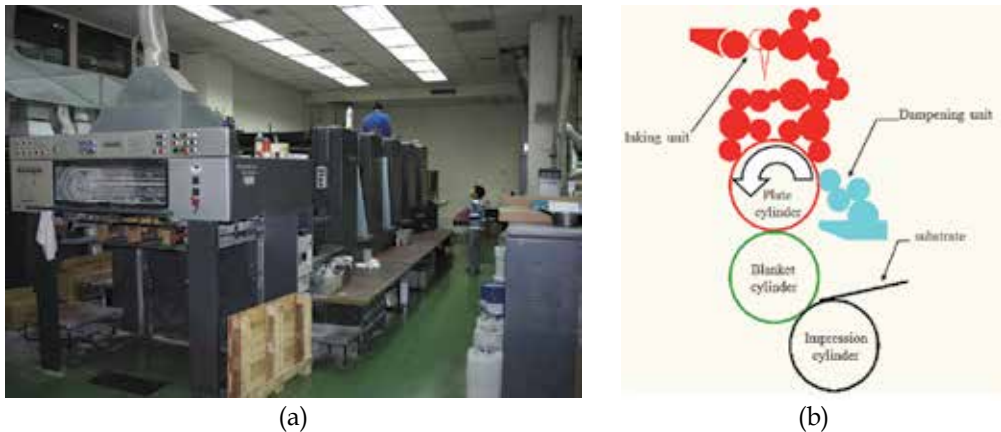 Inking unit
Dampening unit
Plate
cylinder
substrate
Blanket
cylinder
Impression
cylinder
(a)
(b)